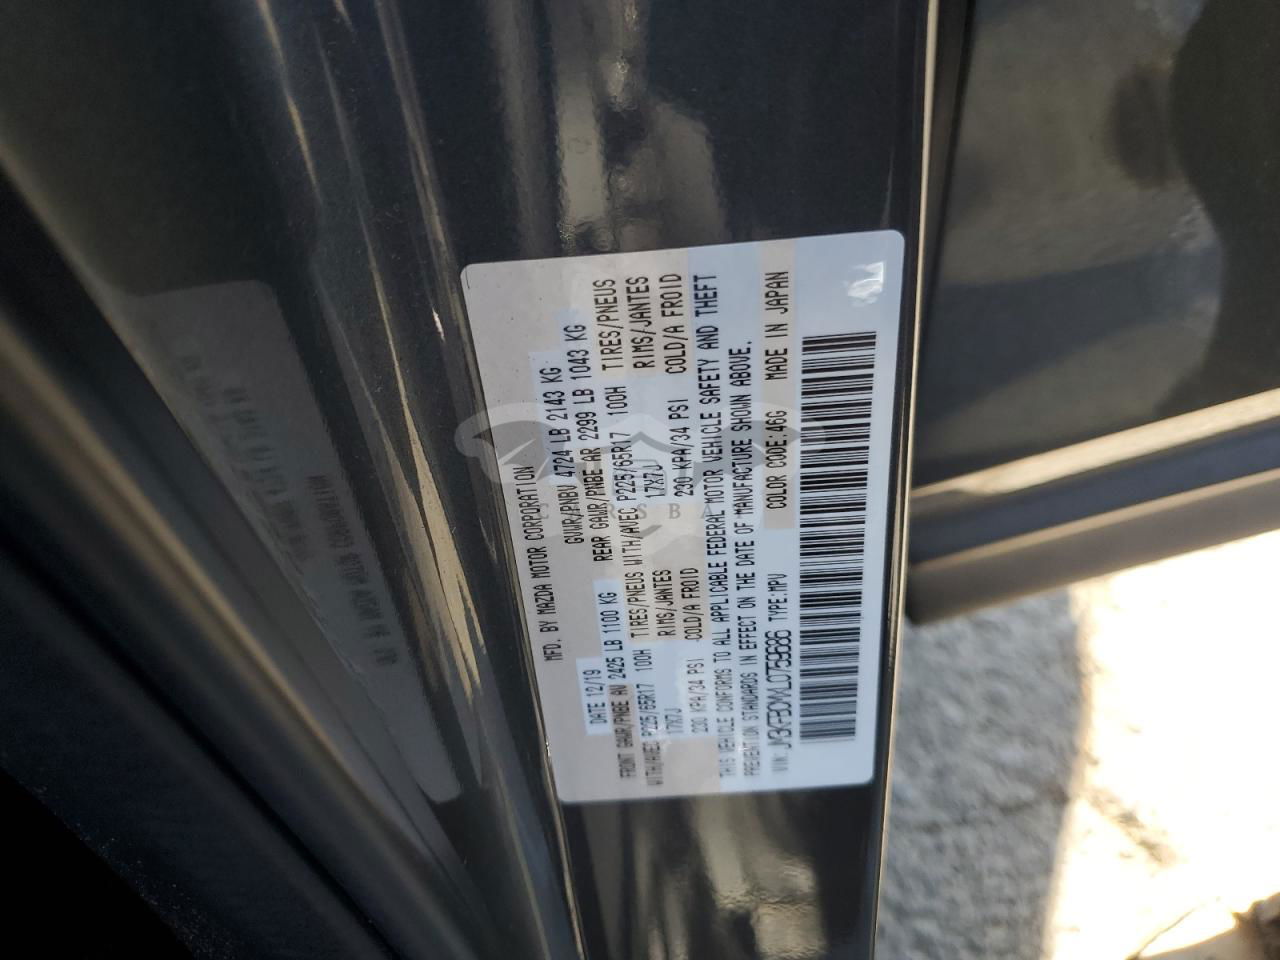 MFD. BY MAZDA MOTOR CORPORATION
DATE 12/19 GVWR/PNBV 4724 LB 2143 KG
FRONT GAWR/PNBE AV 2425 LB 1100 KG REAR GAWR/PNBE AR 2299 LB 1043 KG
WITH/AVEC P225/65R17 100H TIRES/PNEUS WITH/AVEC P225/65R17 100H TIRES/PNEUS
17X7J RIMS/JANTES 17X7J RIMS/JANTES
230 KPA/34 PSI COLD/A FROID 230 KPA/34 PSI COLD/A FROID
THIS VEHICLE CONFORMS TO ALL APPLICABLE FEDERAL MOTOR VEHICLE SAFETY AND THEFT
PREVENTION STANDARDS IN EFFECT ON THE DATE OF MANUFACTURE SHOWN ABOVE.
VIN: TYPE:MPV COLOR CODE:46G MADE IN JAPAN